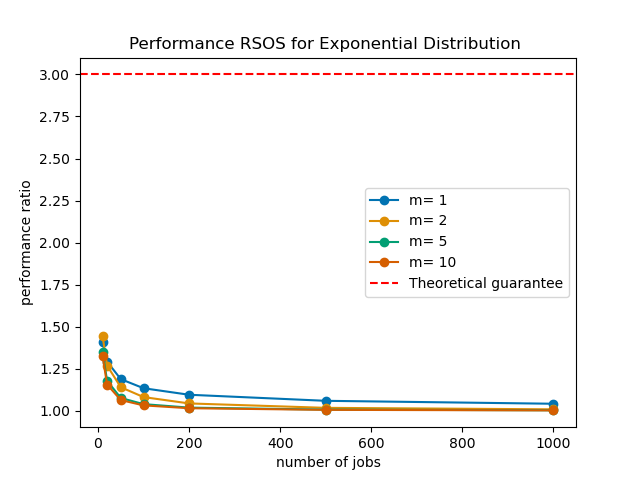 Performance RSOS for Exponential Distribution
3.00
2.75
2.50
2.25
2.00
1.75
1.50
1.25
1.00
performance ratio
m= 1
m= 2
m= 5
m= 10
Theoretical guarantee
0 200 400 600 800 1000
number of jobs